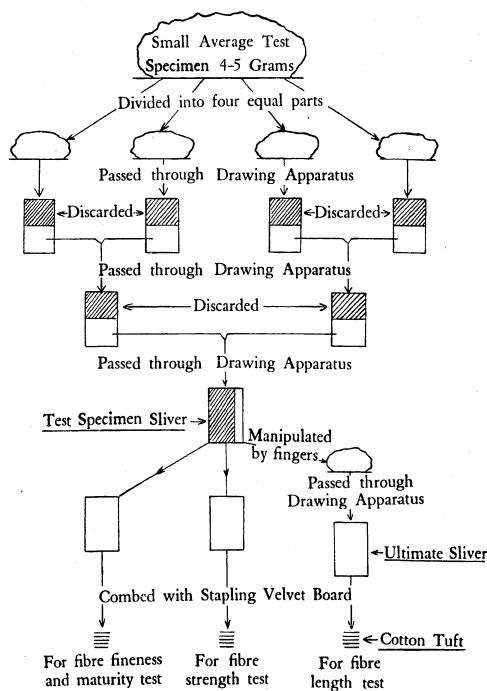 Small Average Test
Specimen 4-5 Grams
Divided into four equal parts
Passed through Drawing Apparatus
Discarded
Discarded
Passed through Drawing Apparatus
Discarded
Passed through Drawing Apparatus
Test Specimen Sliver
Manipulated
by fingers
Passed through
Drawing Apparatus
Ultimate Sliver
Combed with Stapling Velvet Board
Cotton Tuft
For fibre fineness
and maturity test
For fibre
strength test
For fibre
length test